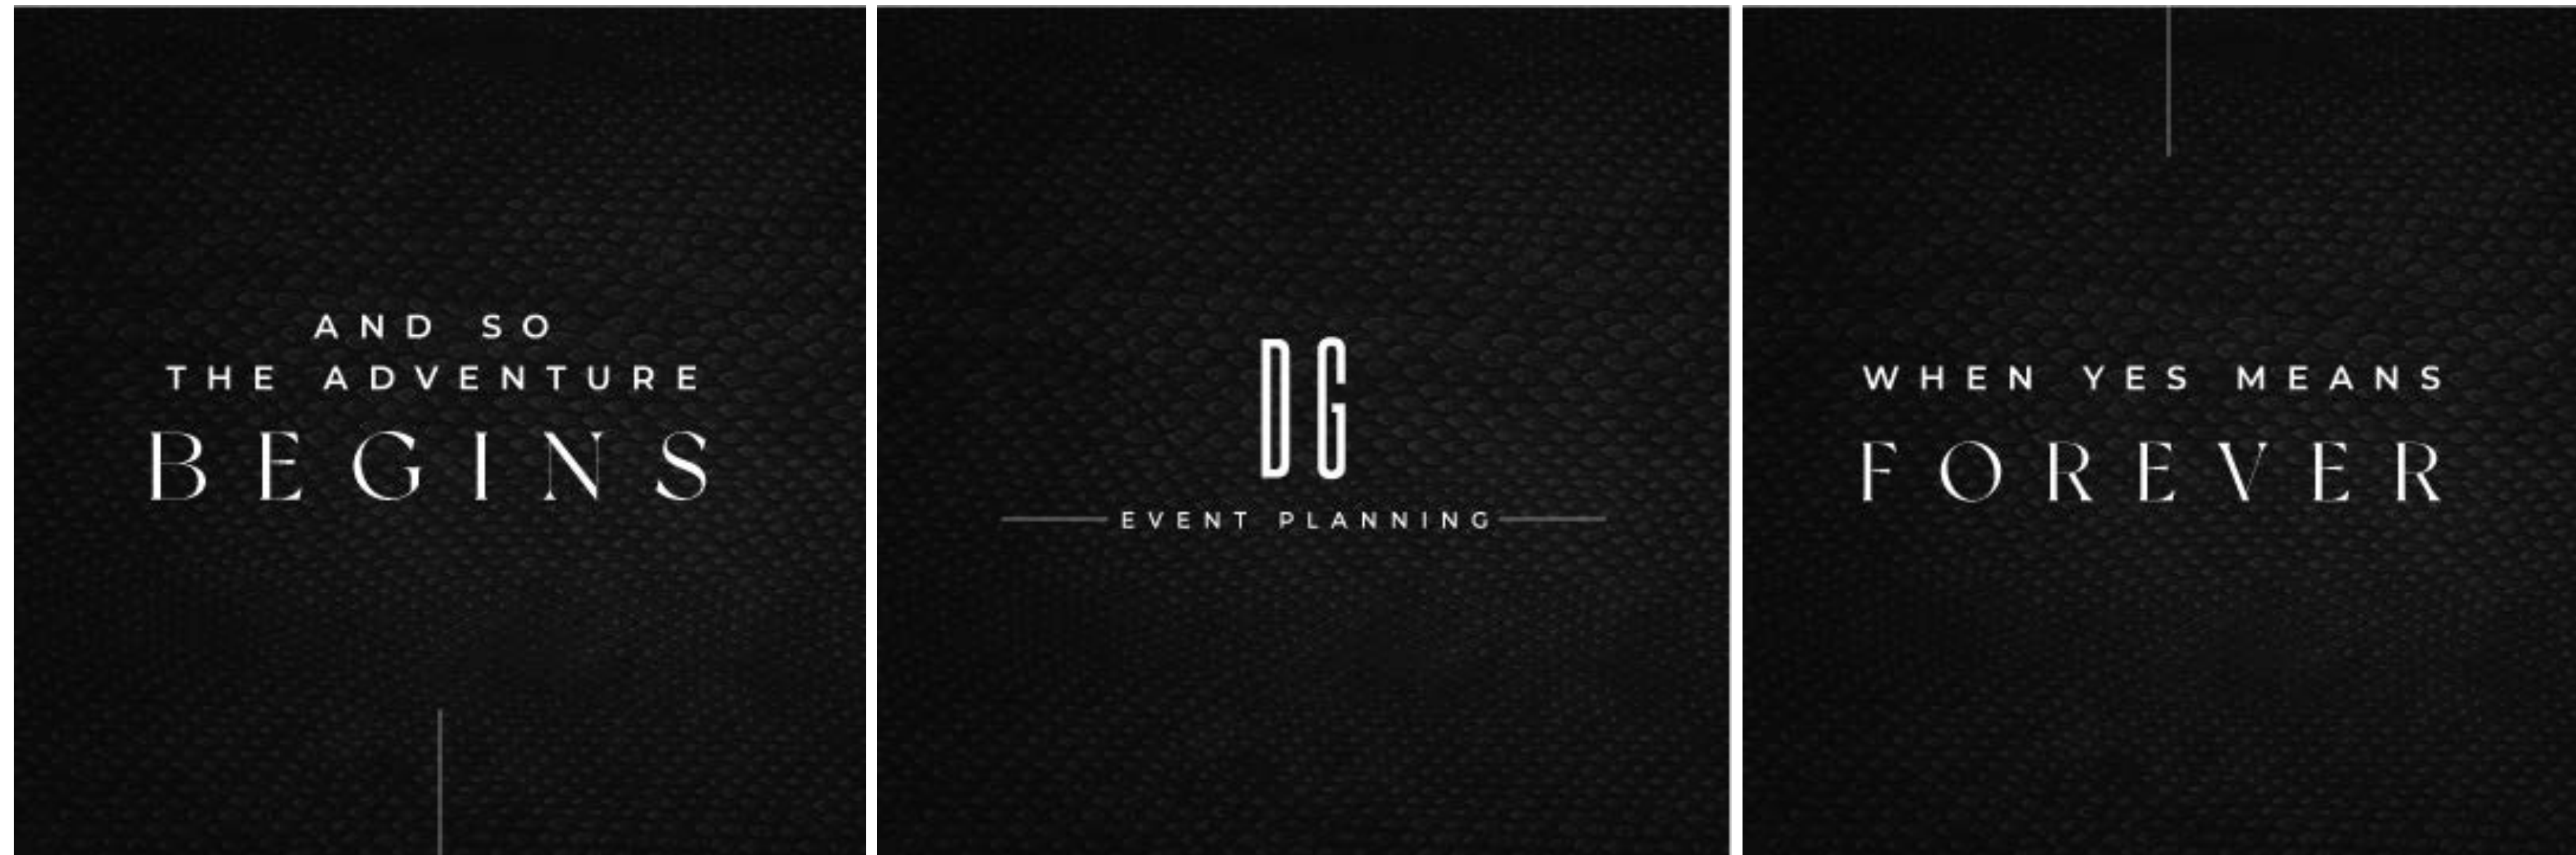 AND SO
THE ADVENTURE
BEGINS
DG
EVENT PLANNING
WHEN YES MEANS
FOREVER